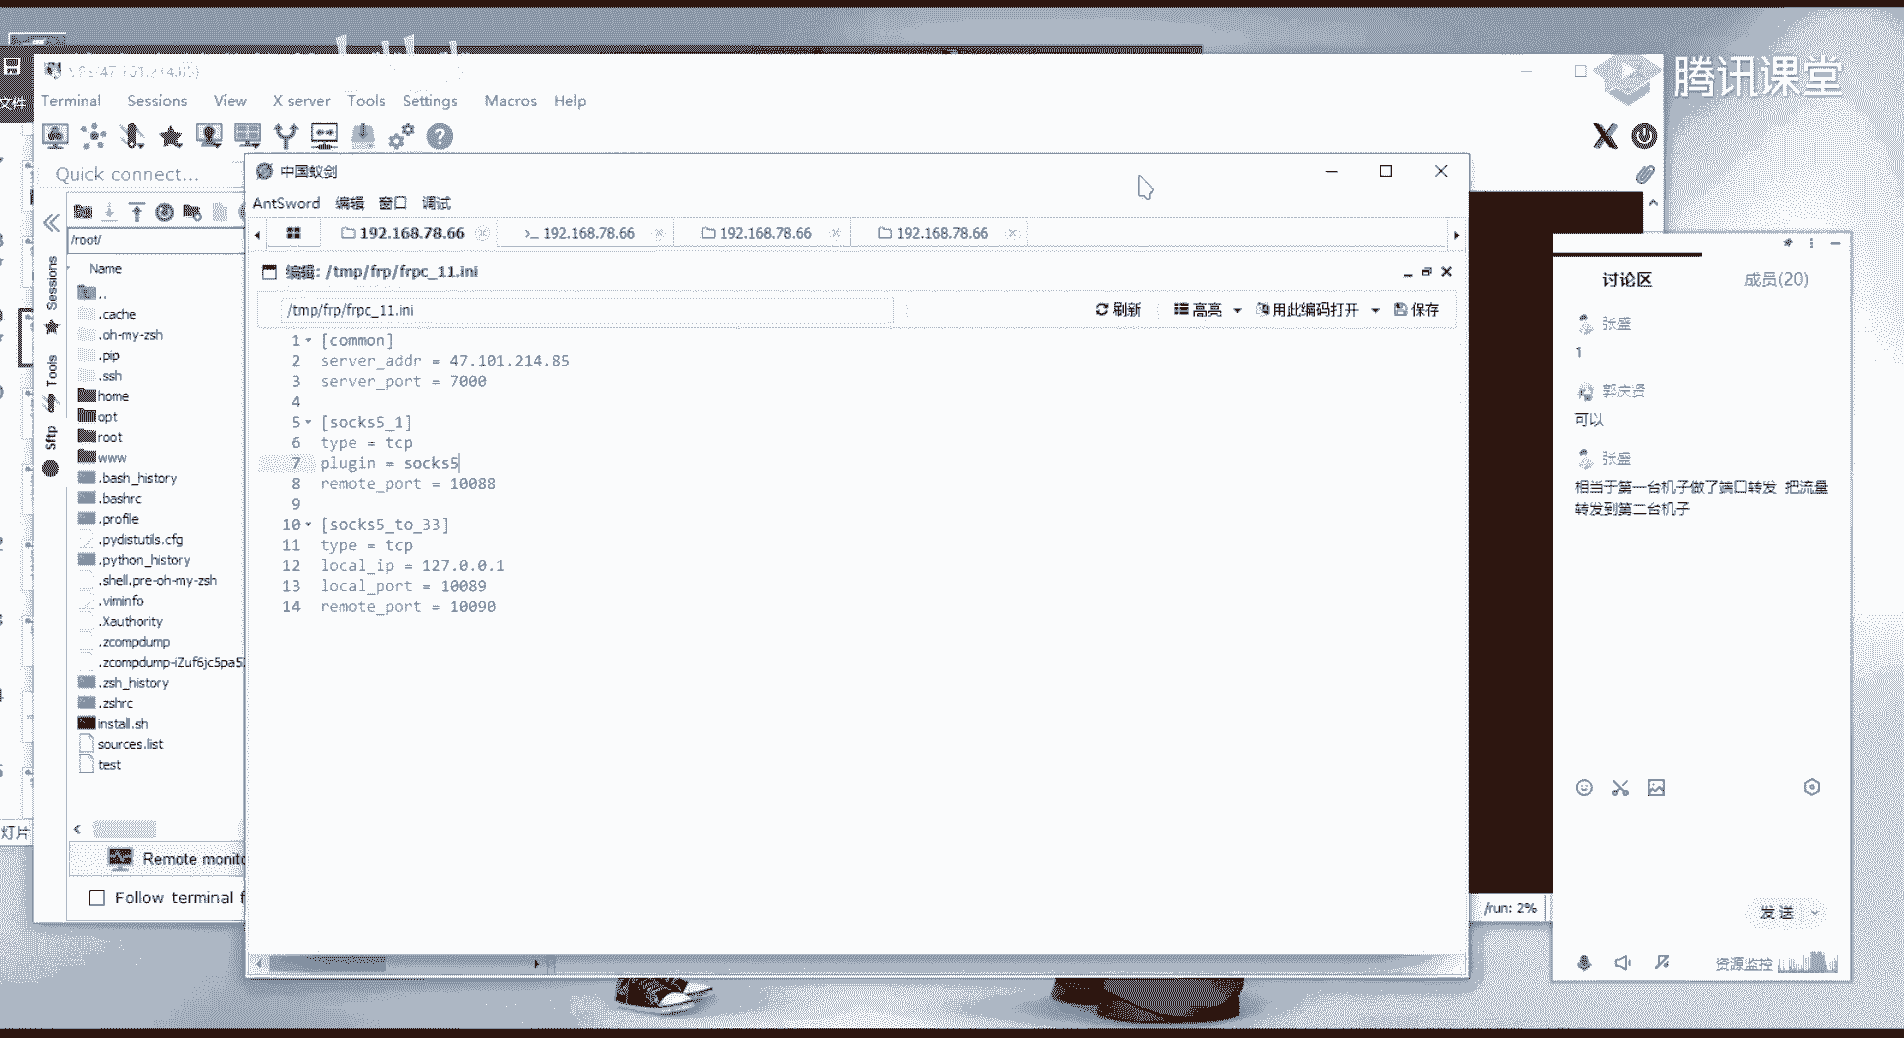 腾讯课堂
文件
Terminal Sessions View X server Tools Settings Macros Help
Quick connect...
/root/
Name
..
.cache
.oh-my-zsh
.pip
.ssh
home
opt
root
www
.bash_history
.bashrc
.profile
.pydistutils.cfg
.python_history
.shell.pre-oh-my-zsh
.viminfo
.Xauthority
.zcompdump
.zcompdump-iZuf6jc5pa5
.zsh_history
.zshrc
install.sh
sources.list
test
Sessions
Tools
Sftp
Remote monito
Follow terminal f
灯片
中国蚁剑
AntSword 编辑 窗口 调试
192.168.78.66
>_ 192.168.78.66
192.168.78.66
192.168.78.66
编辑: /tmp/frp/frpc_11.ini
/tmp/frp/frpc_11.ini 刷新 高亮 用此编码打开 保存
1 [common]
2 server_addr = 47.101.214.85
3 server_port = 7000
4
5 [socks5_1]
6 type = tcp
7 plugin = socks5
8 remote_port = 10088
9
10 [socks5_to_33]
11 type = tcp
12 local_ip = 127.0.0.1
13 local_port = 10089
14 remote_port = 10090
/run: 2%
讨论区 成员(20)
张盛
1
郭庆贤
可以
张盛
相当于第一台机子做了端口转发 把流量
转发到第二台机子
发送
资源监控